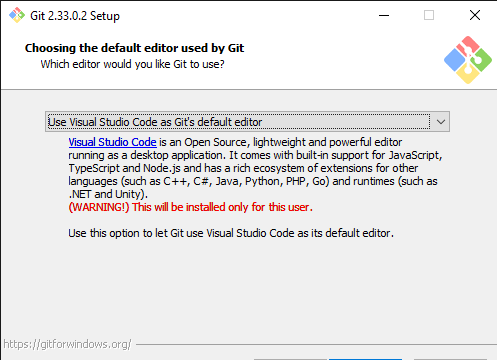 Git 2.33.0.2 Setup
Choosing the default editor used by Git
Which editor would you like Git to use?
Use Visual Studio Code as Git's default editor
Visual Studio Code is an Open Source, lightweight and powerful editor
running as a desktop application. It comes with built-in support for JavaScript,
TypeScript and Node.js and has a rich ecosystem of extensions for other
languages (such as C++, C#, Java, Python, PHP, Go) and runtimes (such as
.NET and Unity).
(WARNING!) This will be installed only for this user.
Use this option to let Git use Visual Studio Code as its default editor.
https://gitforwindows.org/